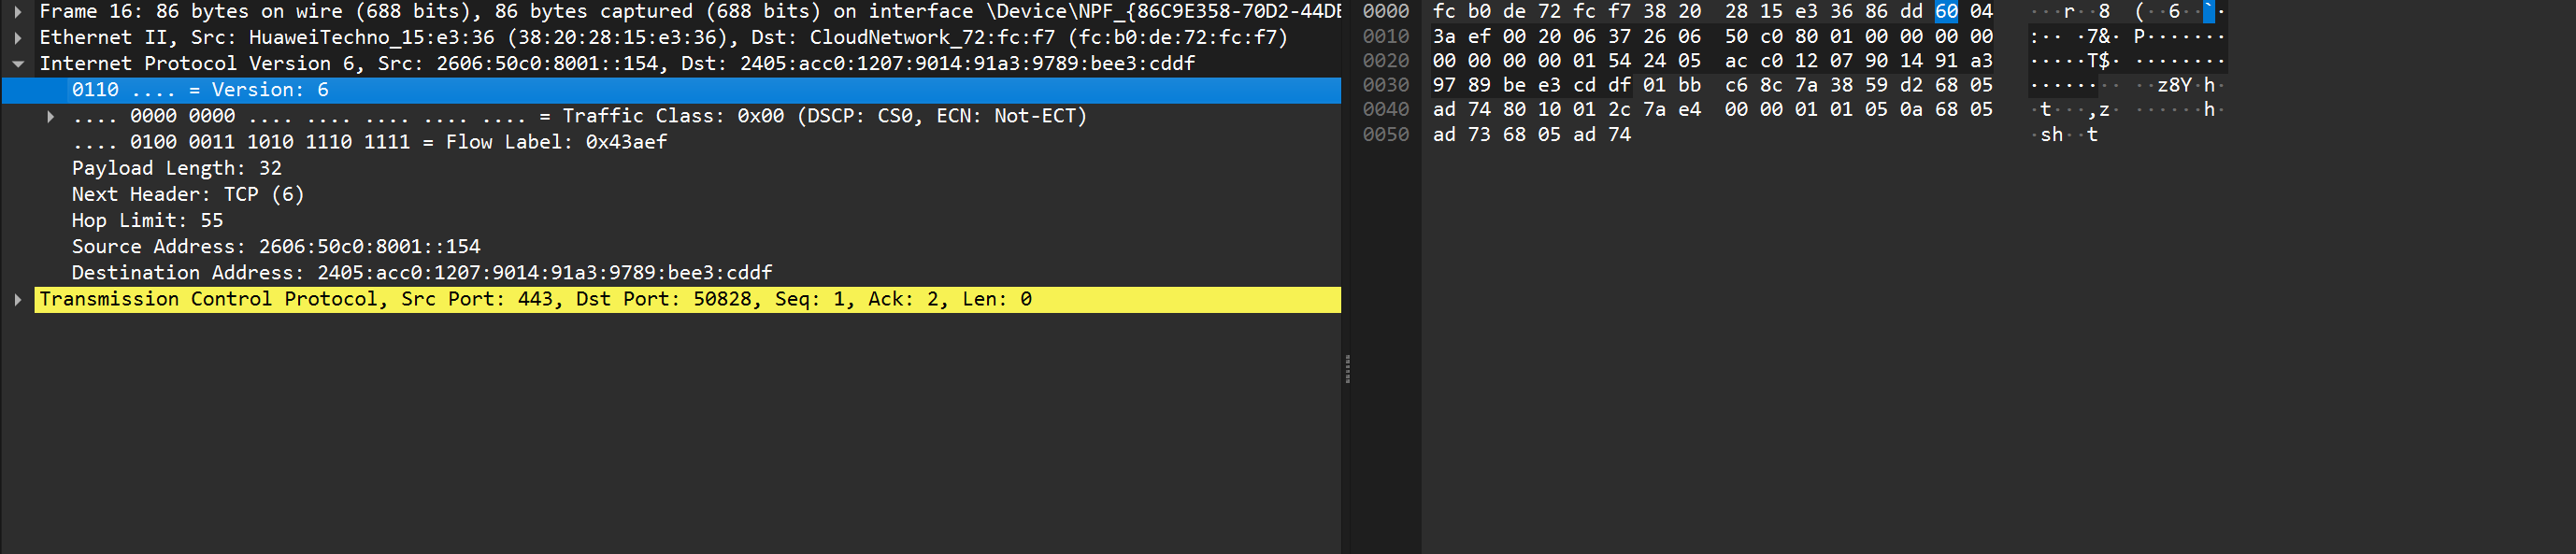 Frame 16: 86 bytes on wire (688 bits), 86 bytes captured (688 bits) on interface \Device\NPF_{86C9E358-70D2-44DE
Ethernet II, Src: HuaweiTechno_15:e3:36 (38:20:28:15:e3:36), Dst: CloudNetwork_72:fc:f7 (fc:b0:de:72:fc:f7)
Internet Protocol Version 6, Src: 2606:50c0:8001::154, Dst: 2405:acc0:1207:9014:91a3:9789:bee3:cddf
0110 .... = Version: 6
.... 0000 0000 .... .... .... .... .... = Traffic Class: 0x00 (DSCP: CS0, ECN: Not-ECT)
.... 0100 0011 1010 1110 1111 = Flow Label: 0x43aef
Payload Length: 32
Next Header: TCP (6)
Hop Limit: 55
Source Address: 2606:50c0:8001::154
Destination Address: 2405:acc0:1207:9014:91a3:9789:bee3:cddf
Transmission Control Protocol, Src Port: 443, Dst Port: 50828, Seq: 1, Ack: 2, Len: 0
0000 fc b0 de 72 fc f7 38 20 28 15 e3 36 86 dd 60 04 ···r··8 (··6··`·
0010 3a ef 00 20 06 37 26 06 50 c0 80 01 00 00 00 00 :·· ·7&· P·······
0020 00 00 00 00 01 54 24 05 ac c0 12 07 90 14 91 a3 ·····T$· ········
0030 97 89 be e3 cd df 01 bb c6 8c 7a 38 59 d2 68 05 ········ ··z8Y·h·
0040 ad 74 80 10 01 2c 7a e4 00 00 01 01 05 0a 68 05 ·t···,z· ······h·
0050 ad 73 68 05 ad 74 ·sh··t